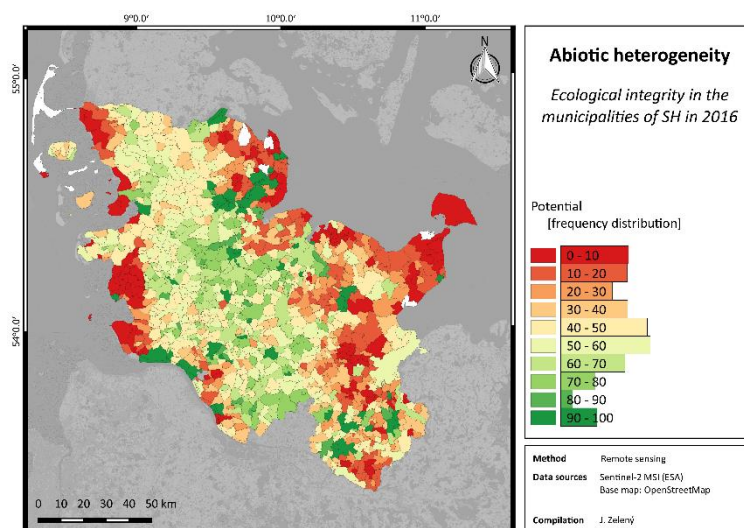 9°0.0'
10°0.0'
11°0.0'
55°0.0'
54°0.0'
N
0 10 20 30 40 50 km
Abiotic heterogeneity
Ecological integrity in the
municipalities of SH in 2016
Potential
[frequency distribution]
0 - 10
10 - 20
20 - 30
30 - 40
40 - 50
50 - 60
60 - 70
70 - 80
80 - 90
90 - 100
Method Remote sensing
Data sources Sentinel-2 MSI (ESA)
Base map: OpenStreetMap
Compilation J. Zelený